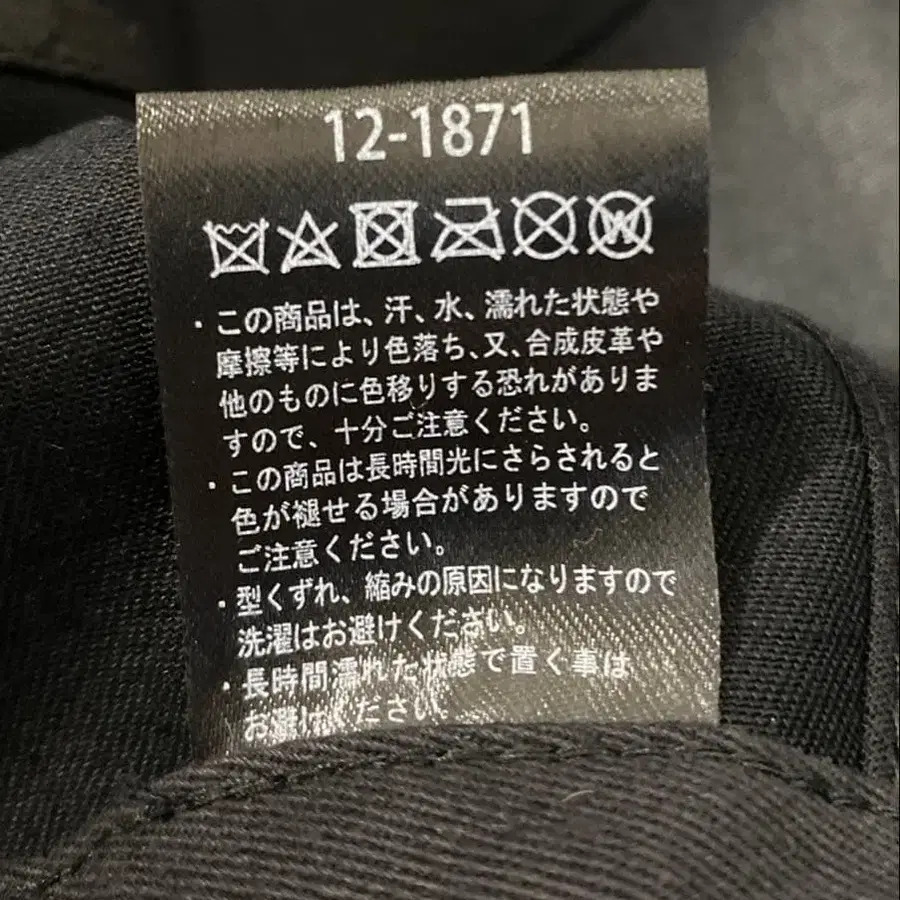 12-1871
・この商品は、汗、水、濡れた状態や
摩擦等により色落ち、又、合成皮革や
他のものに色移りする恐れがありま
すので、十分ご注意ください。
・この商品は長時間光にさらされると
色が褪せる場合がありますので
ご注意ください。
・型くずれ、縮みの原因になりますので
洗濯はお避けください。
・長時間濡れた状態で置く事は
お避けください。